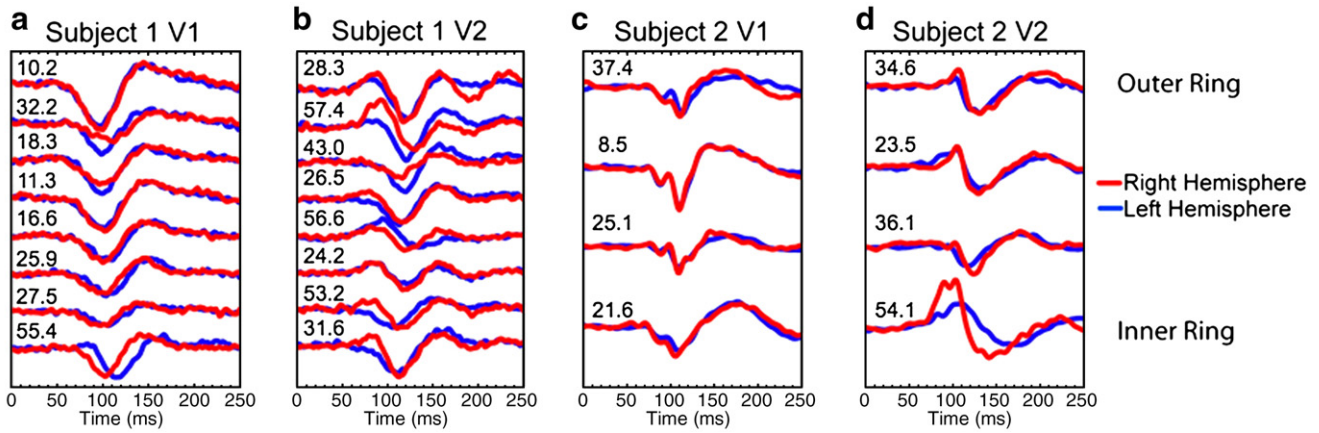 a Subject 1 V1
10.2
32.2
18.3
11.3
16.6
25.9
27.5
55.4
0 50 100 150 200 250
Time (ms)
b Subject 1 V2
28.3
57.4
43.0
26.5
56.6
24.2
53.2
31.6
0 50 100 150 200 250
Time (ms)
c Subject 2 V1
37.4
8.5
25.1
21.6
0 50 100 150 200 250
Time (ms)
d Subject 2 V2
34.6
23.5
36.1
54.1
0 50 100 150 200 250
Time (ms)
Outer Ring
Right Hemisphere
Left Hemisphere
Inner Ring